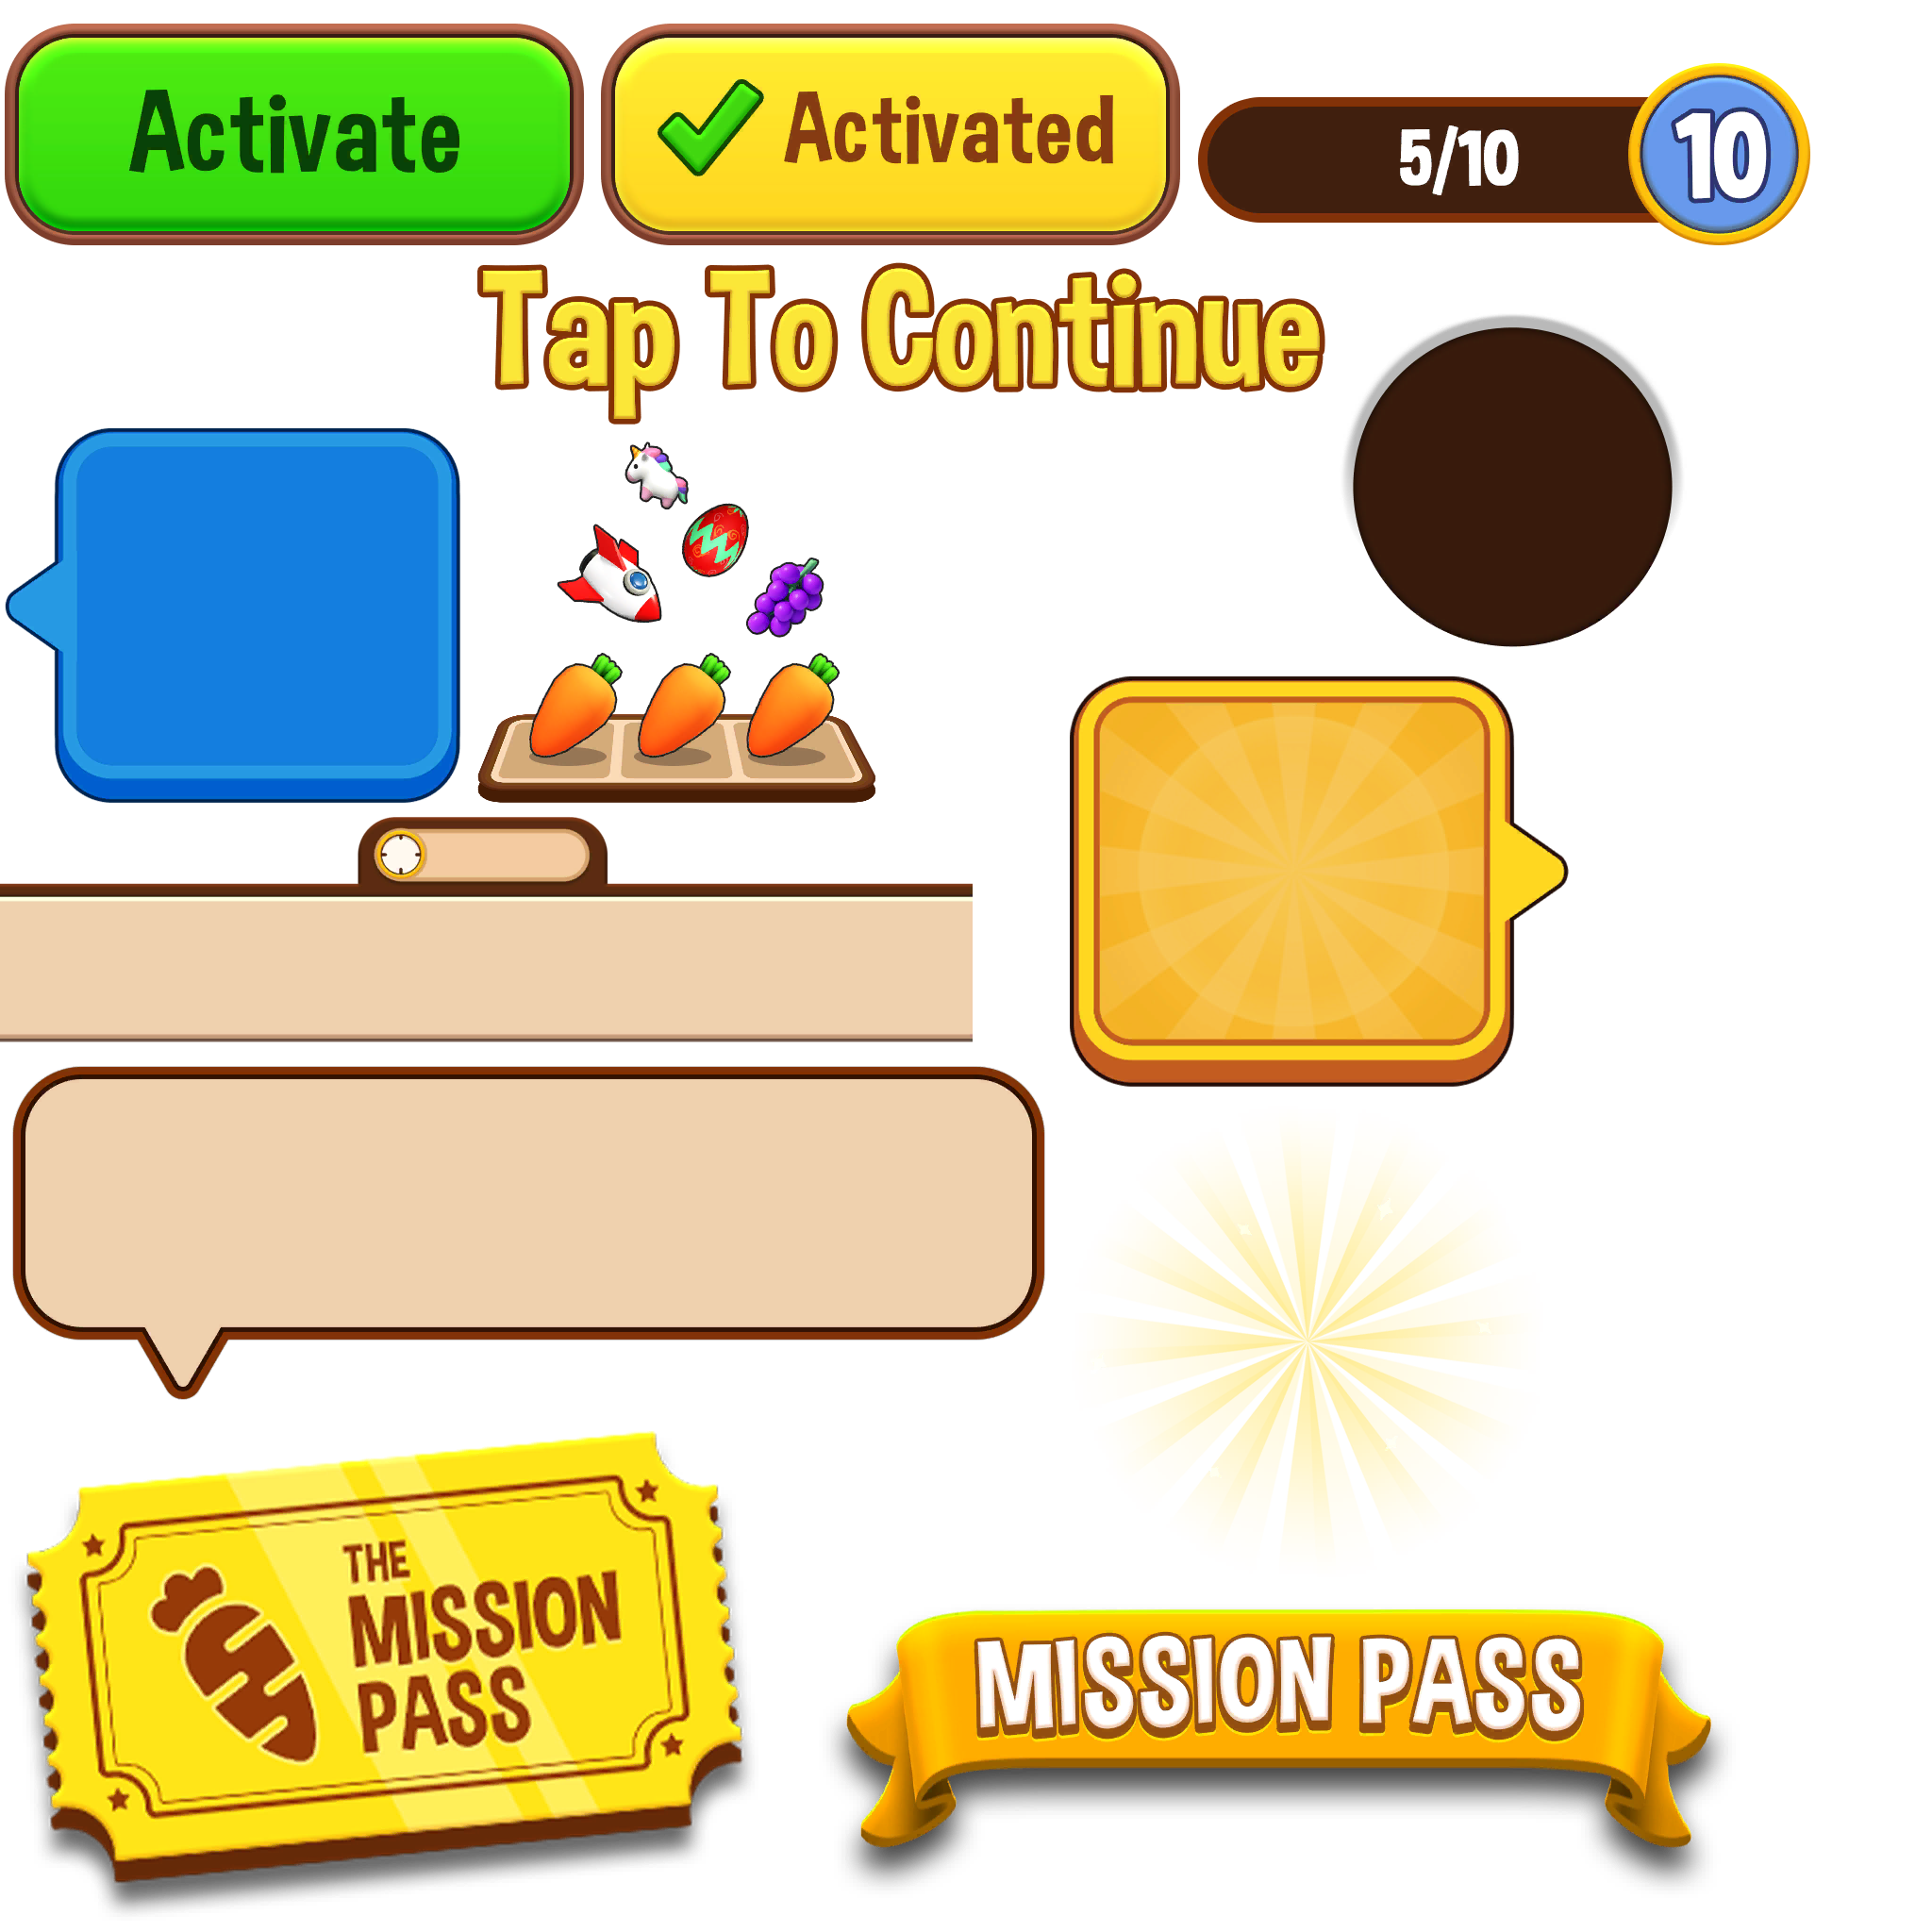 Activate
Activated
5/10
10
Tap To Continue
THE
MISSION
PASS
MISSION PASS